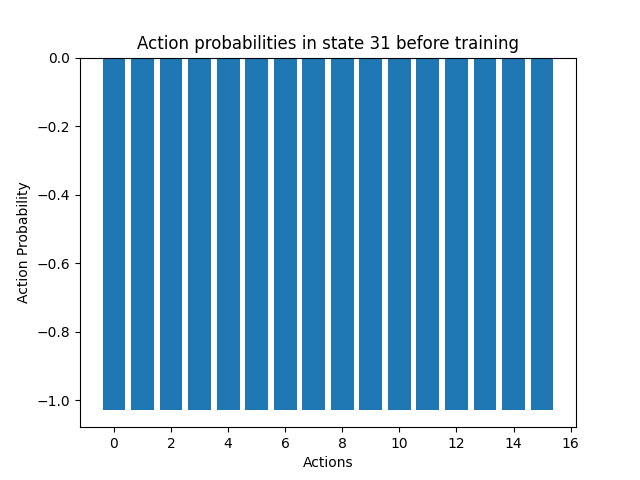 Action probabilities in state 31 before training
0.0
−0.2
−0.4
−0.6
−0.8
−1.0
Action Probability
0 2 4 6 8 10 12 14 16
Actions